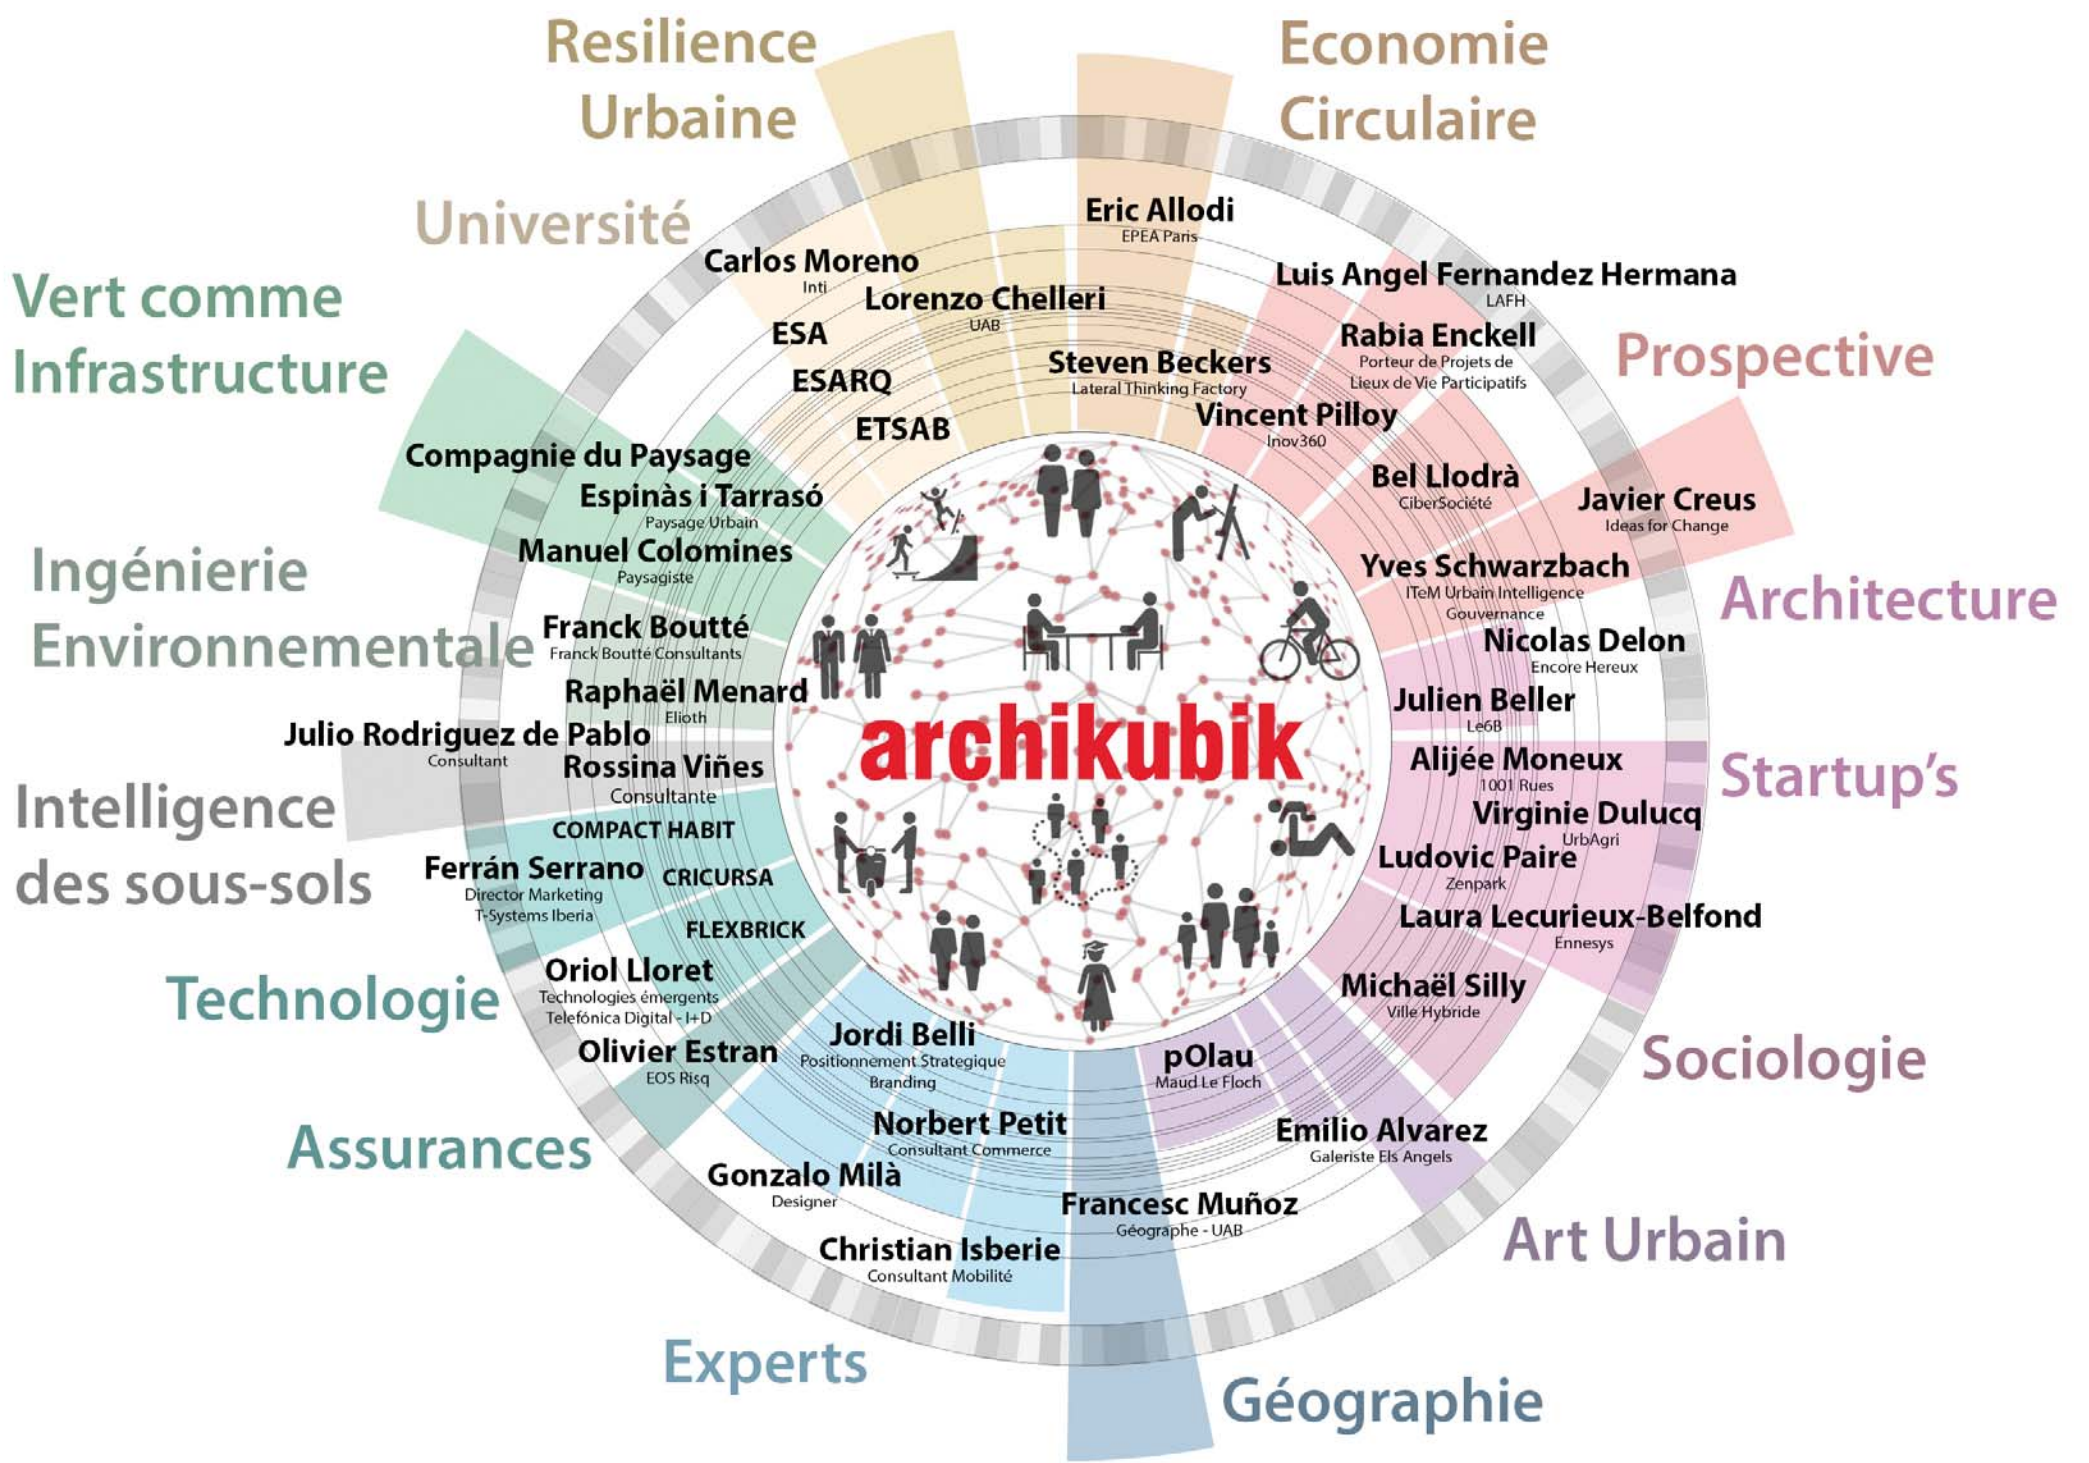 Resilience
Urbaine
Economie
Circulaire
Université
Vert comme
Infrastructure
Prospective
Ingénierie
Environnementale
Architecture
Intelligence
des sous-sols
Startup's
Technologie
Sociologie
Assurances
Art Urbain
Experts
Géographie
Eric Allodi
EPEA Paris
Steven Beckers
Lateral Thinking Factory
Luis Angel Fernandez Hermana
LAFH
Rabia Enckell
Porteur de Projets de
Lieux de Vie Participatifs
Vincent Pilloy
Inov360
Bel Llodrà
CiberSociété
Javier Creus
Ideas for Change
Yves Schwarzbach
ITeM Urbain Intelligence
Gouvernance
Nicolas Delon
Encore Hereux
Julien Beller
Le6B
Alijée Moneux
1001 Rues
Virginie Dulucq
UrbAgri
Ludovic Paire
Zenpark
Laura Lecurieux-Belfond
Ennesys
Michaël Silly
Ville Hybride
Emilio Alvarez
Galeriste Els Angels
pOlau
Maud Le Floch
Francesc Muñoz
Géographe - UAB
Jordi Belli
Positionnement Strategique
Branding
Norbert Petit
Consultant Commerce
Gonzalo Milà
Designer
Christian Isberie
Consultant Mobilité
Olivier Estran
EOS Risq
Oriol Lloret
Technologies émergents
Telefónica Digital - I+D
FLEXBRICK
CRICURSA
Ferrán Serrano
Director Marketing
T-Systems Iberia
COMPACT HABIT
Rossina Viñes
Consultante
Julio Rodriguez de Pablo
Consultant
Raphaël Menard
Elioth
Franck Boutté
Franck Boutté Consultants
Manuel Colomines
Paysagiste
Espinàs i Tarrasó
Paysage Urbain
Compagnie du Paysage
ETSAB
ESARQ
ESA
Carlos Moreno
Inti
Lorenzo Chelleri
UAB
archikubik